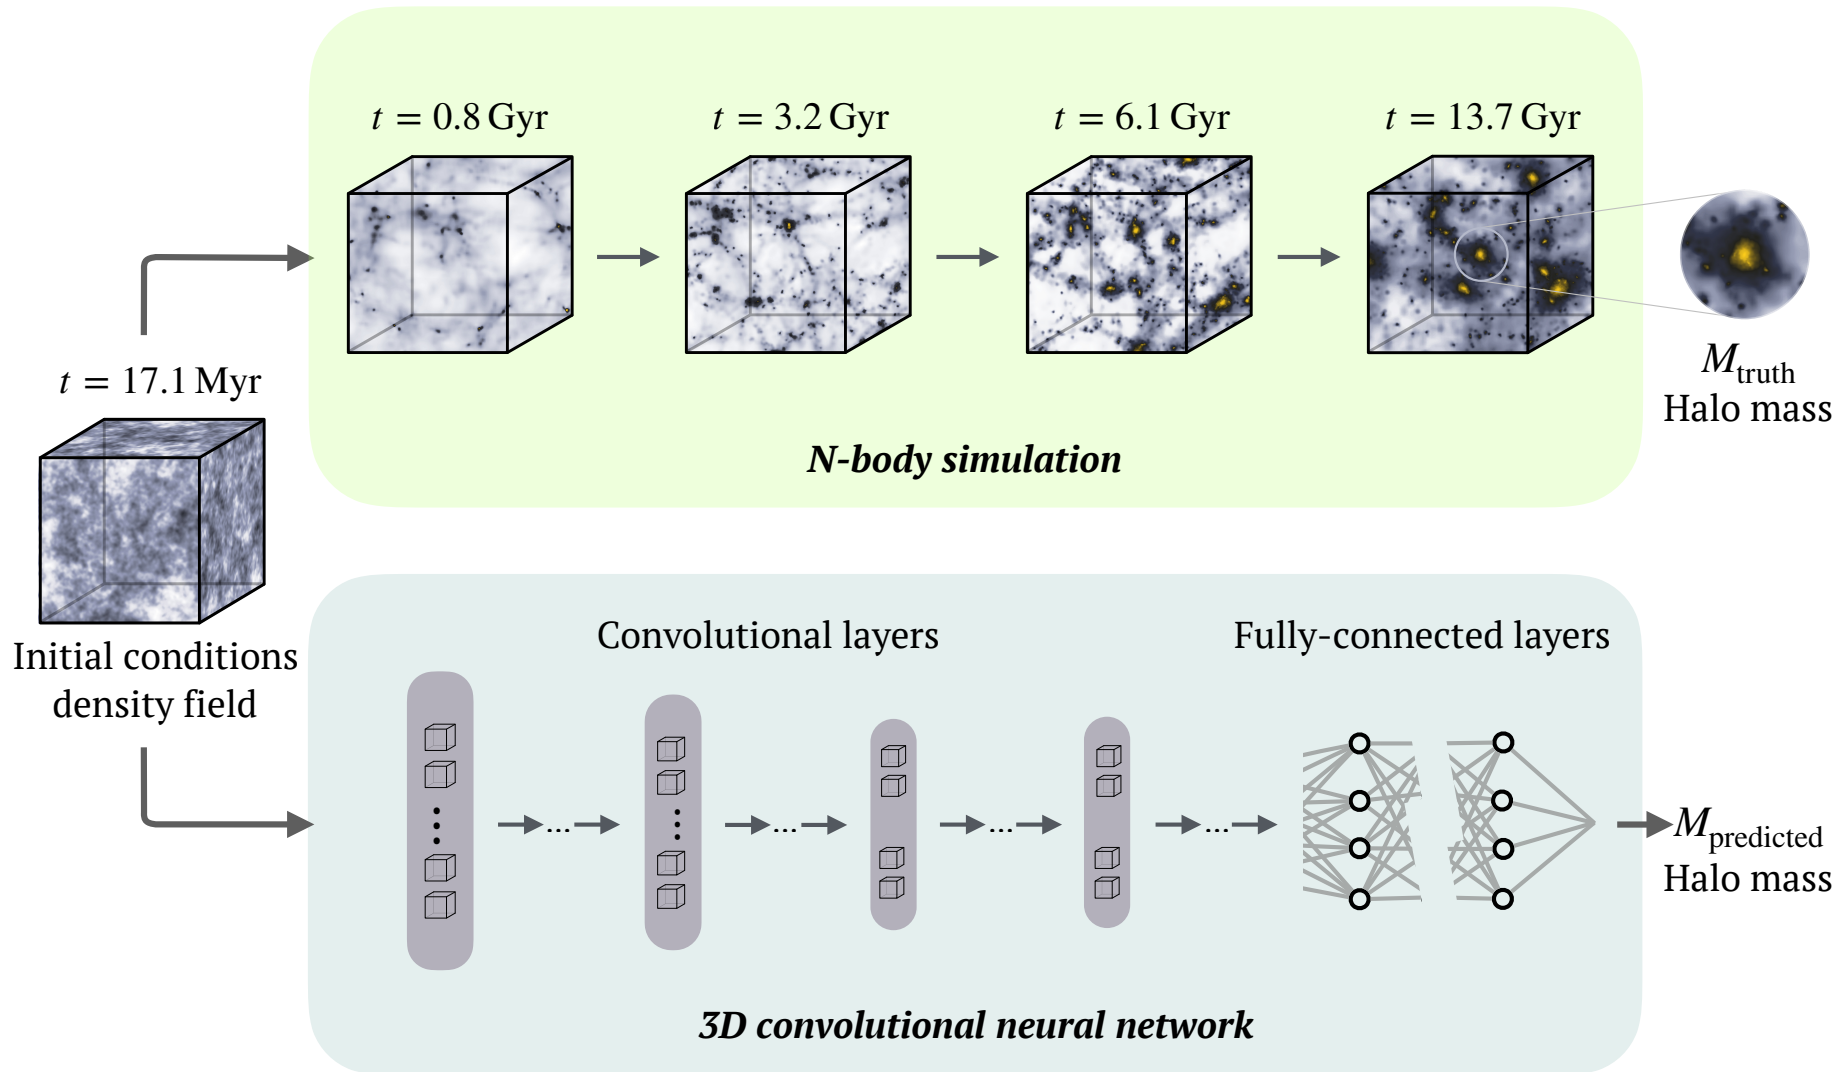 t = 0.8 Gyr
t = 3.2 Gyr
t = 6.1 Gyr
t = 13.7 Gyr
M_truth
Halo mass
N-body simulation
t = 17.1 Myr
Initial conditions
density field
Convolutional layers
Fully-connected layers
...
...
...
...
M_predicted
Halo mass
3D convolutional neural network